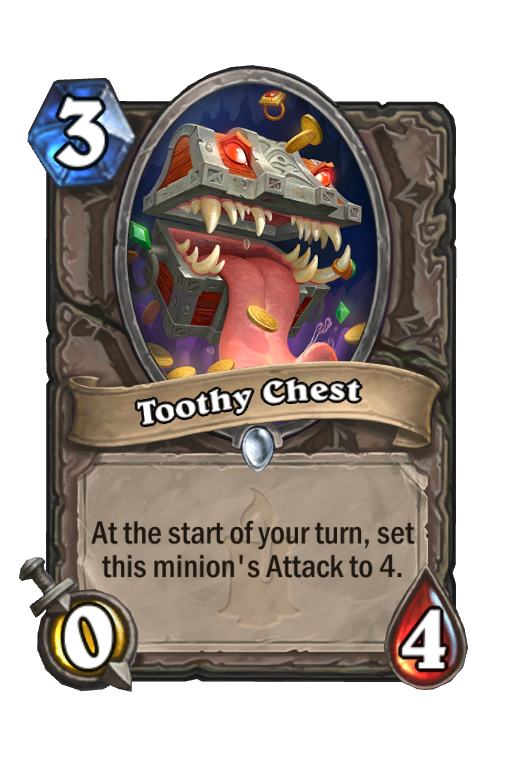 3
Toothy Chest
At the start of your turn, set
this minion's Attack to 4.
0
4